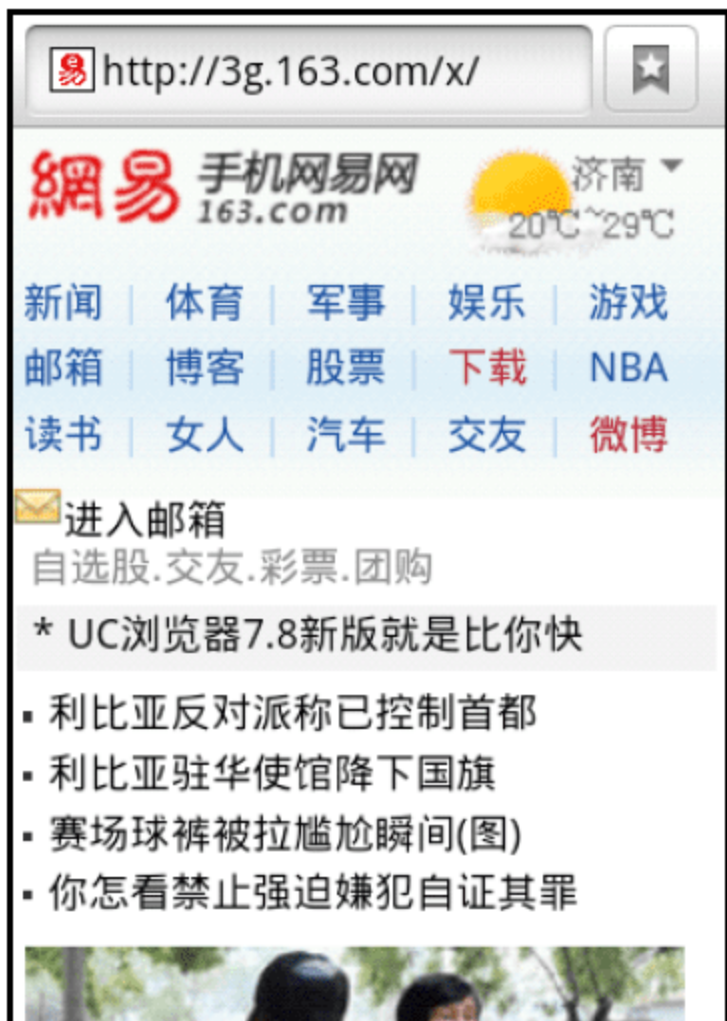 http://3g.163.com/x/
網易 手机网易网 济南
163.com 20℃~29℃
新闻 | 体育 | 军事 | 娱乐 | 游戏
邮箱 | 博客 | 股票 | 下载 | NBA
读书 | 女人 | 汽车 | 交友 | 微博
进入邮箱
自选股.交友.彩票.团购
* UC浏览器7.8新版就是比你快
▪ 利比亚反对派称已控制首都
▪ 利比亚驻华使馆降下国旗
▪ 赛场球裤被拉尴尬瞬间(图)
▪ 你怎看禁止强迫嫌犯自证其罪